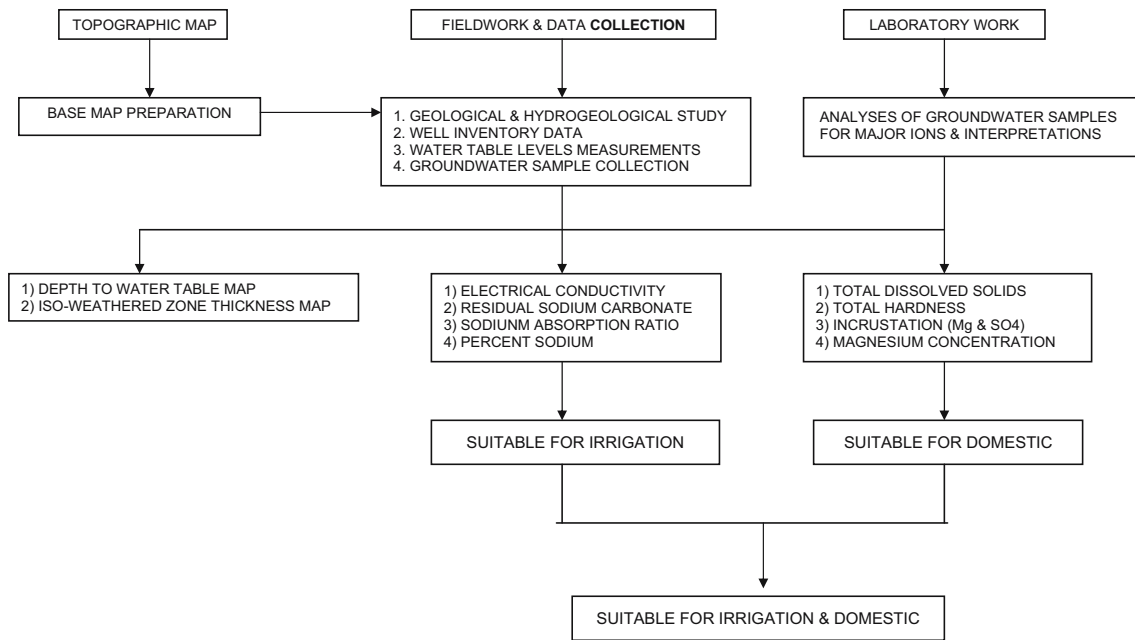 TOPOGRAPHIC MAP
FIELDWORK & DATA COLLECTION
LABORATORY WORK
BASE MAP PREPARATION
1. GEOLOGICAL & HYDROGEOLOGICAL STUDY
2. WELL INVENTORY DATA
3. WATER TABLE LEVELS MEASUREMENTS
4. GROUNDWATER SAMPLE COLLECTION
ANALYSES OF GROUNDWATER SAMPLES
FOR MAJOR IONS & INTERPRETATIONS
1) DEPTH TO WATER TABLE MAP
2) ISO-WEATHERED ZONE THICKNESS MAP
1) ELECTRICAL CONDUCTIVITY
2) RESIDUAL SODIUM CARBONATE
3) SODIUNM ABSORPTION RATIO
4) PERCENT SODIUM
1) TOTAL DISSOLVED SOLIDS
2) TOTAL HARDNESS
3) INCRUSTATION (Mg & SO4)
4) MAGNESIUM CONCENTRATION
SUITABLE FOR IRRIGATION
SUITABLE FOR DOMESTIC
SUITABLE FOR IRRIGATION & DOMESTIC